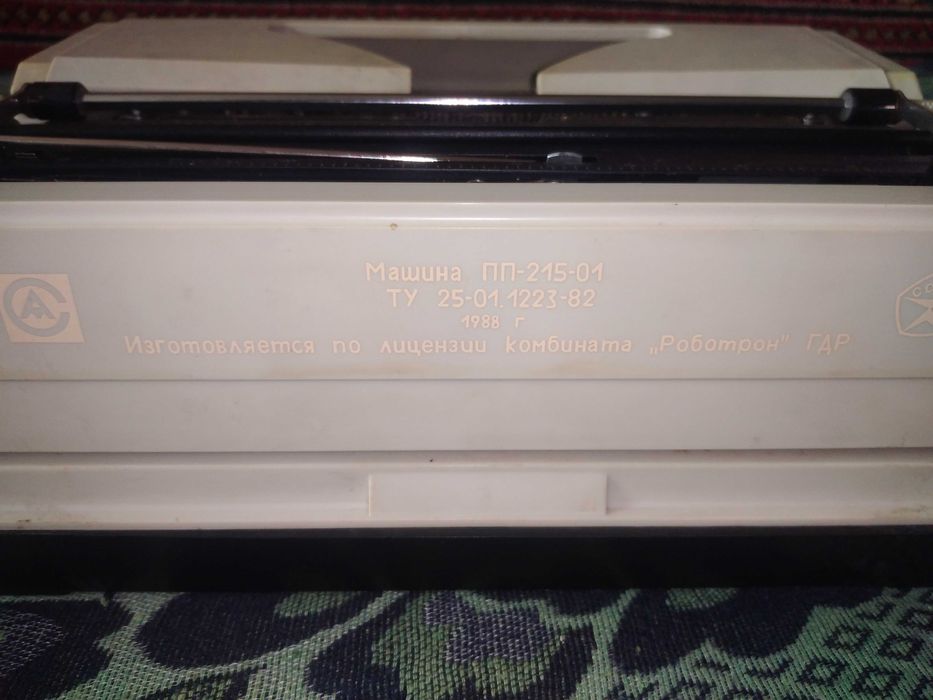 Машина ПП-215-01
ТУ 25-01.1223-82
1988 г
Изготовляется по лицензии комбината „Роботрон" ГДР